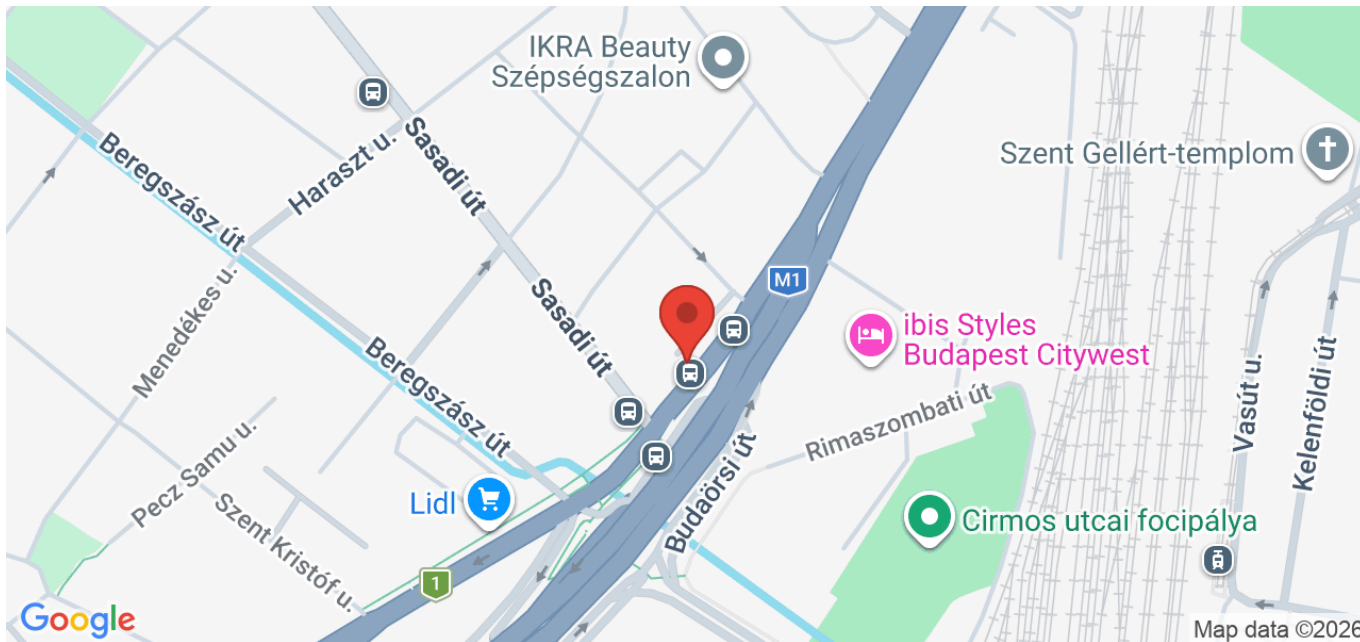 IKRA Beauty
Szépségszalon
Szent Gellért-templom
Sasadi út
Haraszt u.
Beregszász út
M1
Sasadi út
Menedékes u.
ibis Styles
Budapest Citywest
Beregszász út
Vasút u.
Kelenföldi út
Rimaszombati út
Pecz Samu u.
Lidl
Budaörsi út
Szent Kristóf u.
Cirmos utcai focipálya
1
Google
Map data ©2026